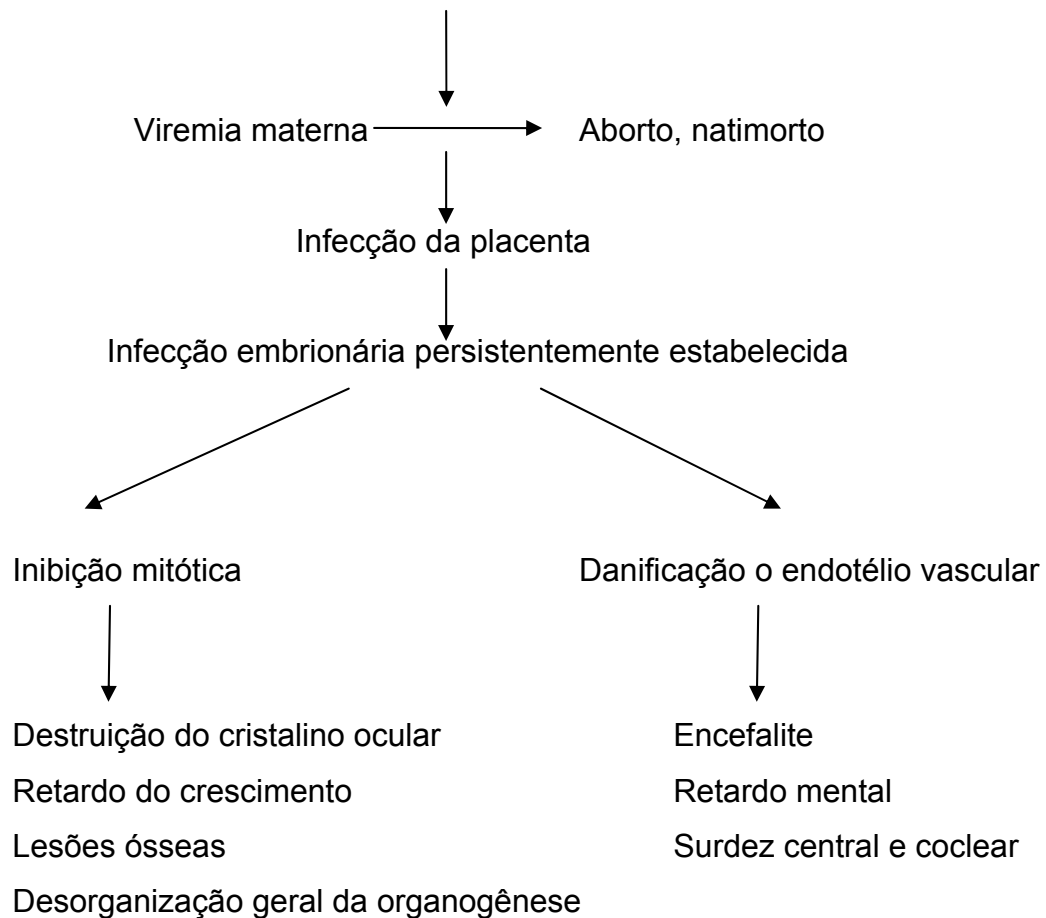 Viremia materna Aborto, natimorto
Infecção da placenta
Infecção embrionária persistentemente estabelecida
Inibição mitótica Danificação o endotélio vascular
Destruição do cristalino ocular Encefalite
Retardo do crescimento Retardo mental
Lesões ósseas Surdez central e coclear
Desorganização geral da organogênese